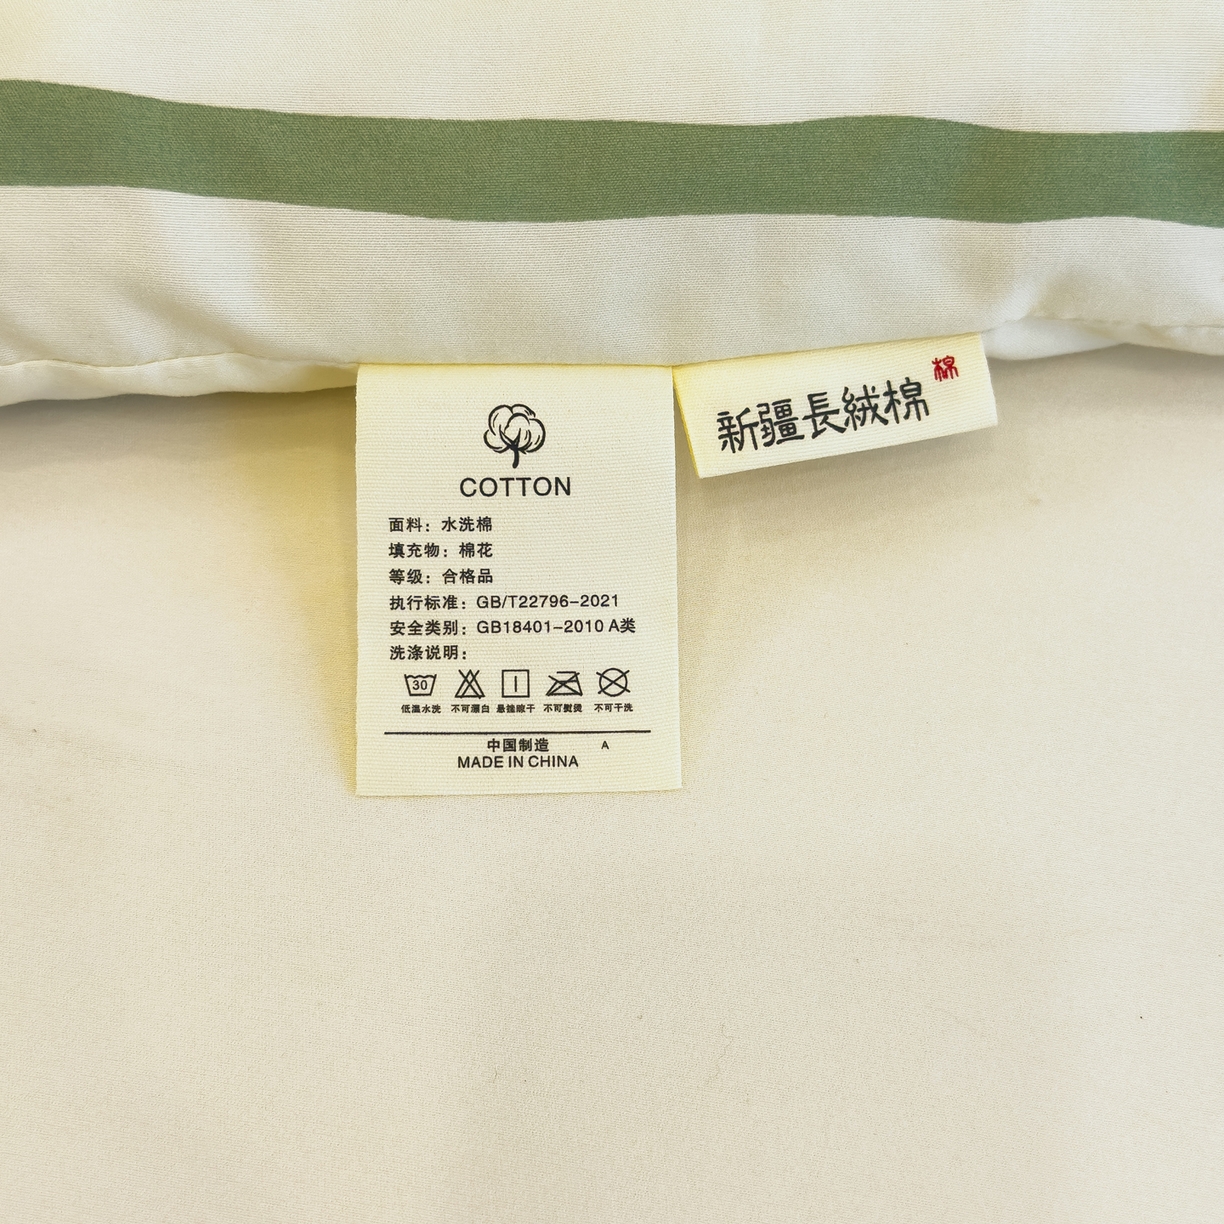 COTTON
面料：水洗棉
填充物：棉花
等级：合格品
执行标准：GB/T22796-2021
安全类别：GB18401-2010 A类
洗涤说明：
30
低温水洗 不可漂白 悬挂晾干 不可熨烫 不可干洗
中国制造 A
MADE IN CHINA
新疆長絨棉 棉